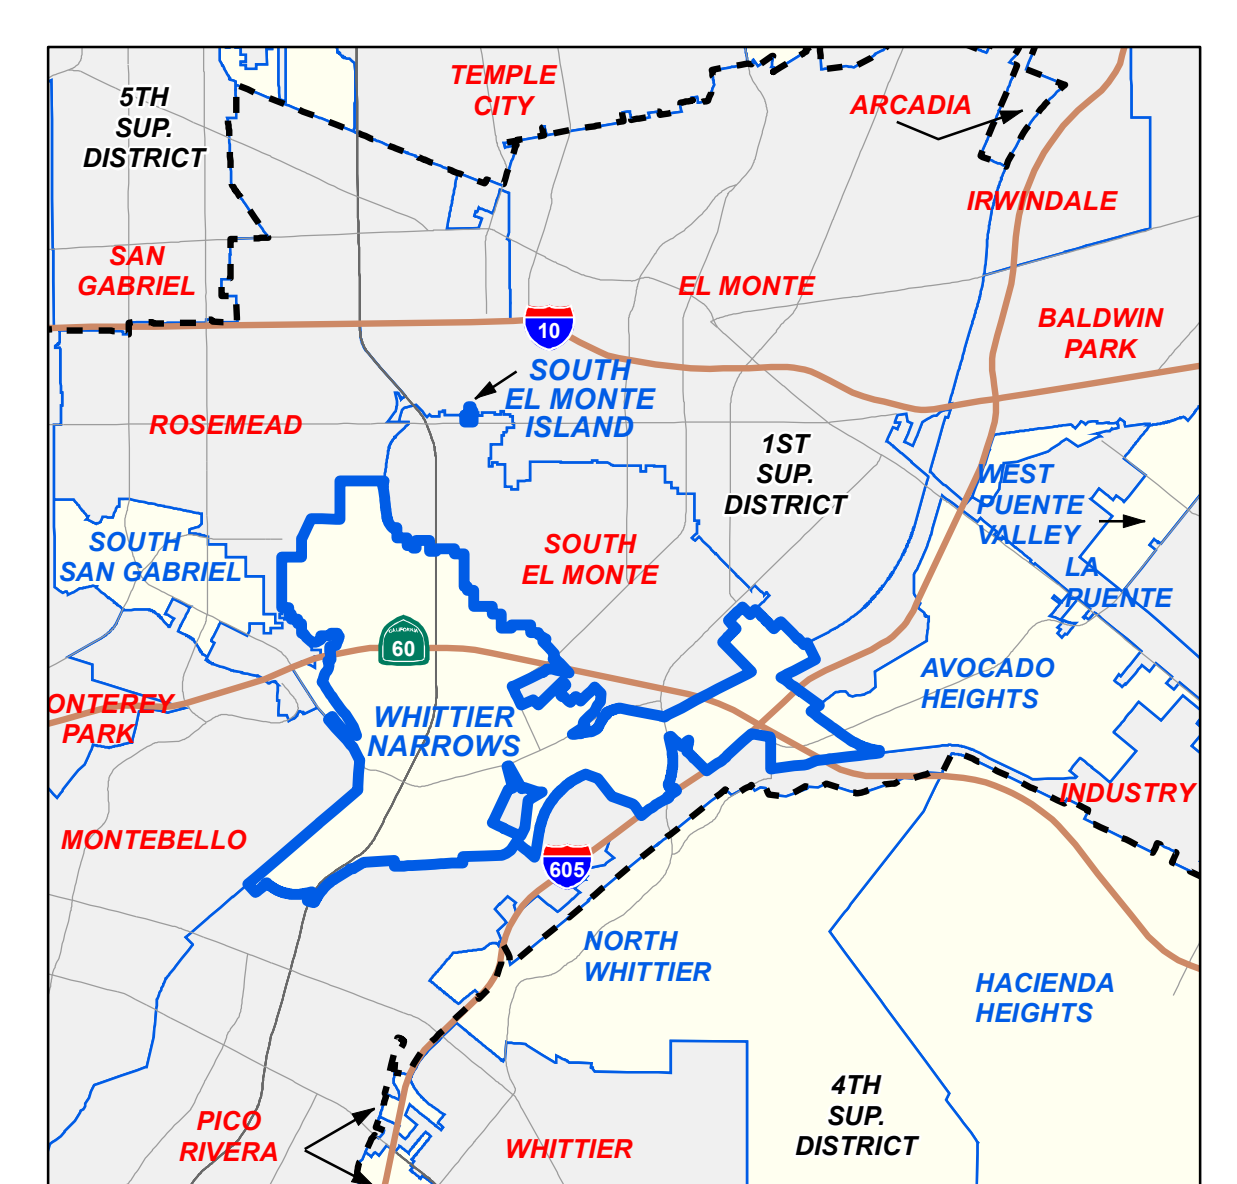 TEMPLE
CITY
5TH
SUP.
DISTRICT
ARCADIA
IRWINDALE
SAN
GABRIEL
EL MONTE
BALDWIN
PARK
10
SOUTH
EL MONTE
ISLAND
ROSEMEAD
1ST
SUP.
DISTRICT
WEST
PUENTE
VALLEY
SOUTH
SAN GABRIEL
SOUTH
EL MONTE
LA
PUENTE
CALIFORNIA
60
AVOCADO
HEIGHTS
ONTEREY
PARK
WHITTIER
NARROWS
INDUSTRY
MONTEBELLO
605
NORTH
WHITTIER
HACIENDA
HEIGHTS
4TH
SUP.
DISTRICT
PICO
RIVERA
WHITTIER